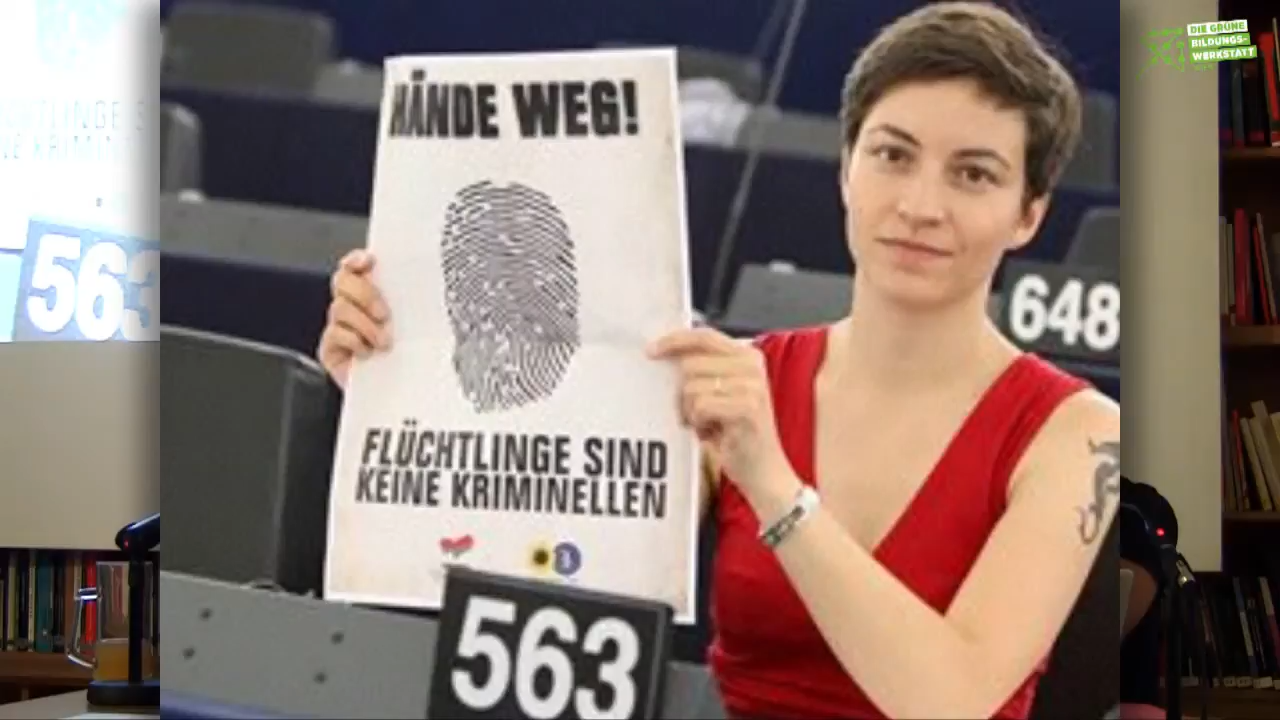 DIE GRÜNE
BILDUNGS-
WERKSTATT
HÄNDE WEG!
FLÜCHTLINGE SIND
KEINE KRIMINELLEN
563
648
563